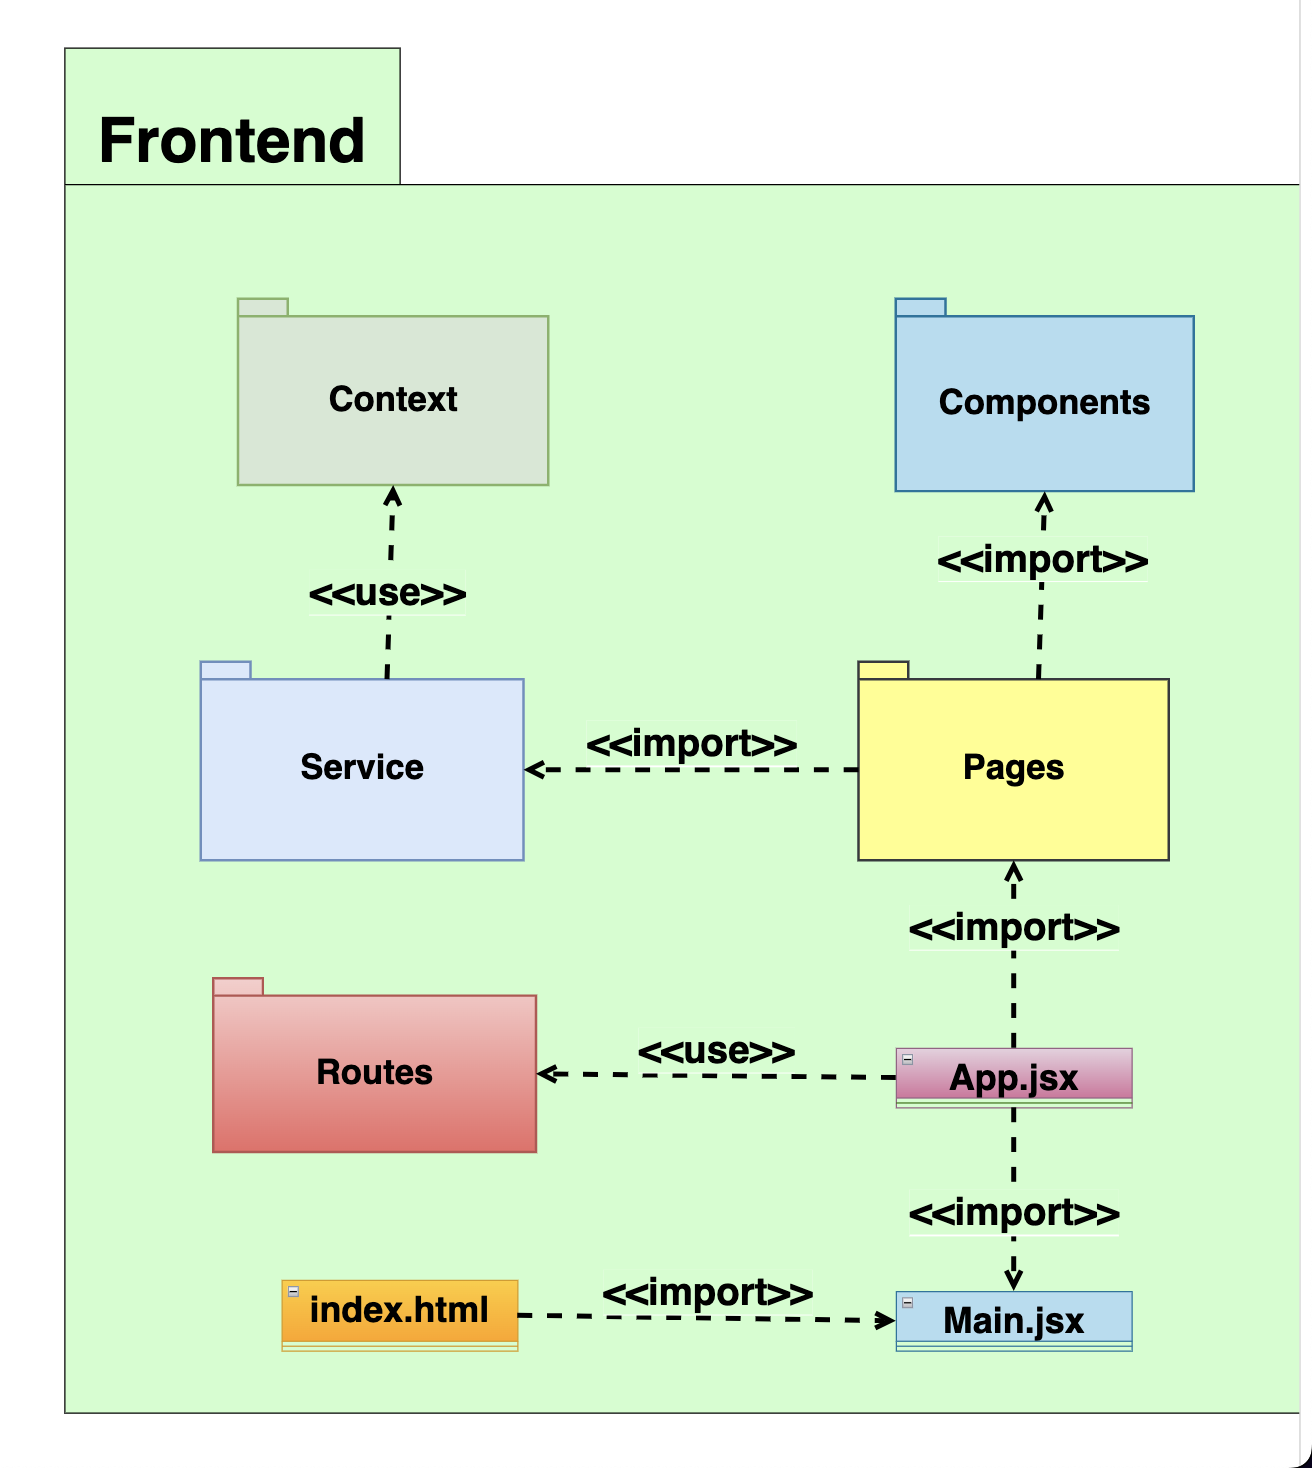 Frontend
Context
Components
<<use>>
<<import>>
Service
<<import>>
Pages
<<import>>
Routes
<<use>>
App.jsx
<<import>>
index.html
<<import>>
Main.jsx